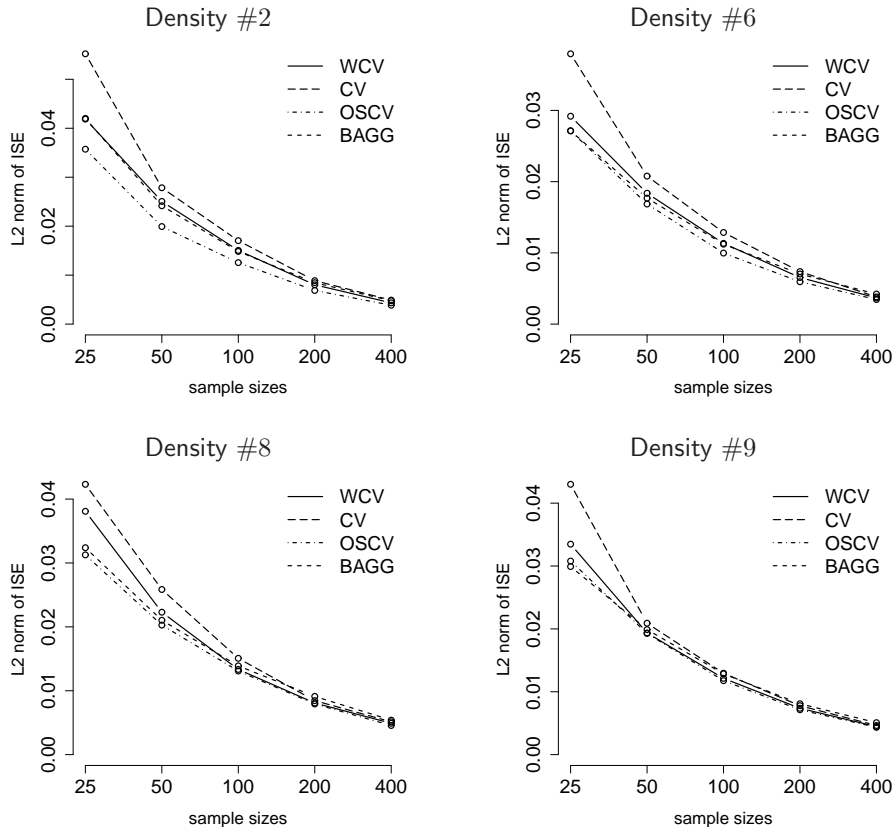 Density #2
L2 norm of ISE
0.00
0.02
0.04
WCV
CV
OSCV
BAGG
25
50
100
200
400
sample sizes
Density #6
L2 norm of ISE
0.00
0.01
0.02
0.03
WCV
CV
OSCV
BAGG
25
50
100
200
400
sample sizes
Density #8
L2 norm of ISE
0.00
0.01
0.02
0.03
0.04
WCV
CV
OSCV
BAGG
25
50
100
200
400
sample sizes
Density #9
L2 norm of ISE
0.00
0.01
0.02
0.03
0.04
WCV
CV
OSCV
BAGG
25
50
100
200
400
sample sizes